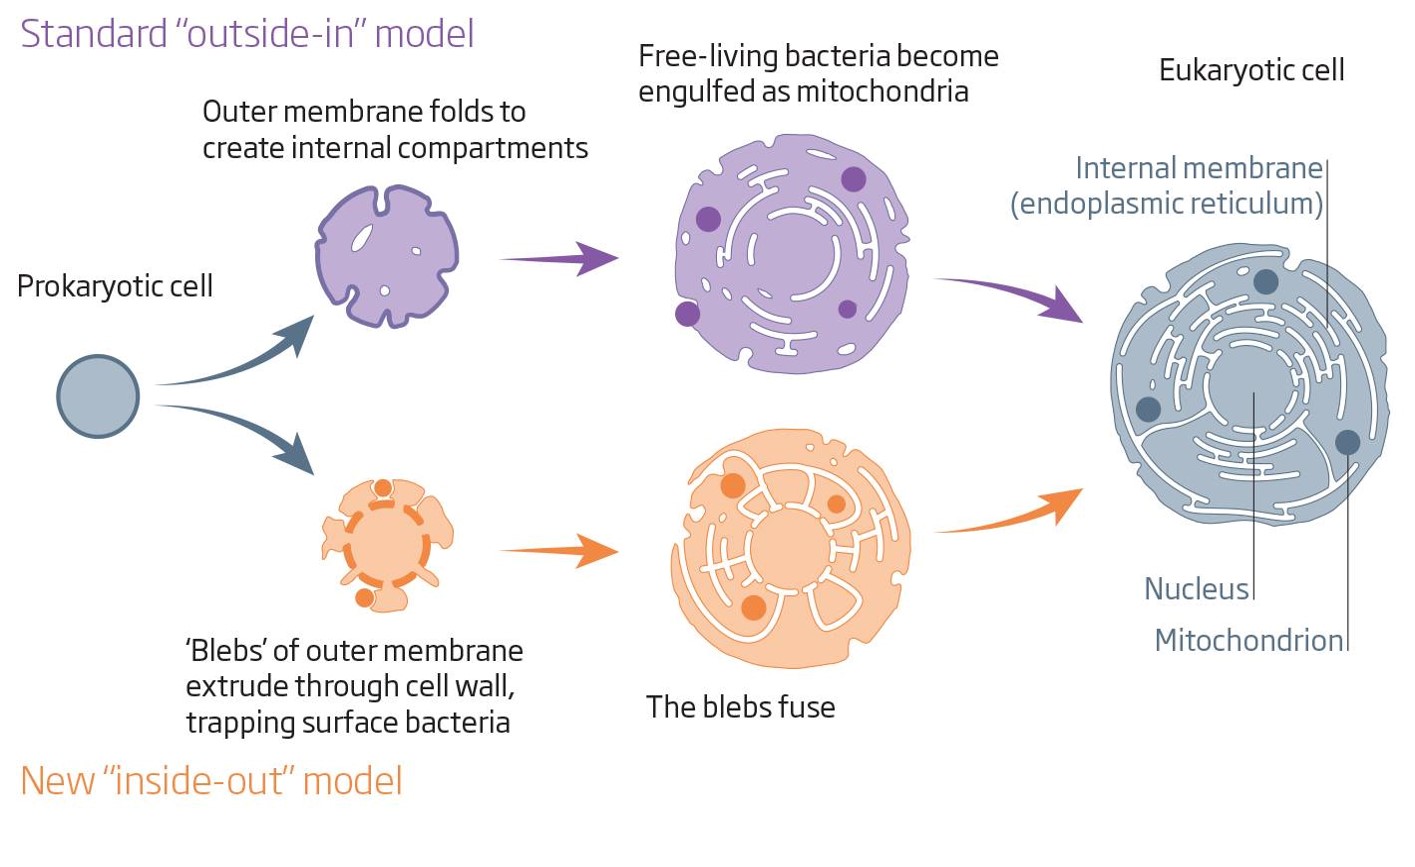 Standard “outside-in” model
Outer membrane folds to
create internal compartments
Free-living bacteria become
engulfed as mitochondria
Eukaryotic cell
Internal membrane
(endoplasmic reticulum)
Prokaryotic cell
Nucleus
Mitochondrion
‘Blebs’ of outer membrane
extrude through cell wall,
trapping surface bacteria
The blebs fuse
New “inside-out” model